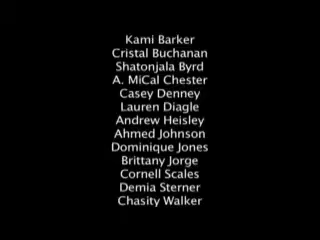 Kami Barker
Cristal Buchanan
Shatonjala Byrd
A. MiCal Chester
Casey Denney
Lauren Diagle
Andrew Heisley
Ahmed Johnson
Dominique Jones
Brittany Jorge
Cornell Scales
Demia Sterner
Chasity Walker